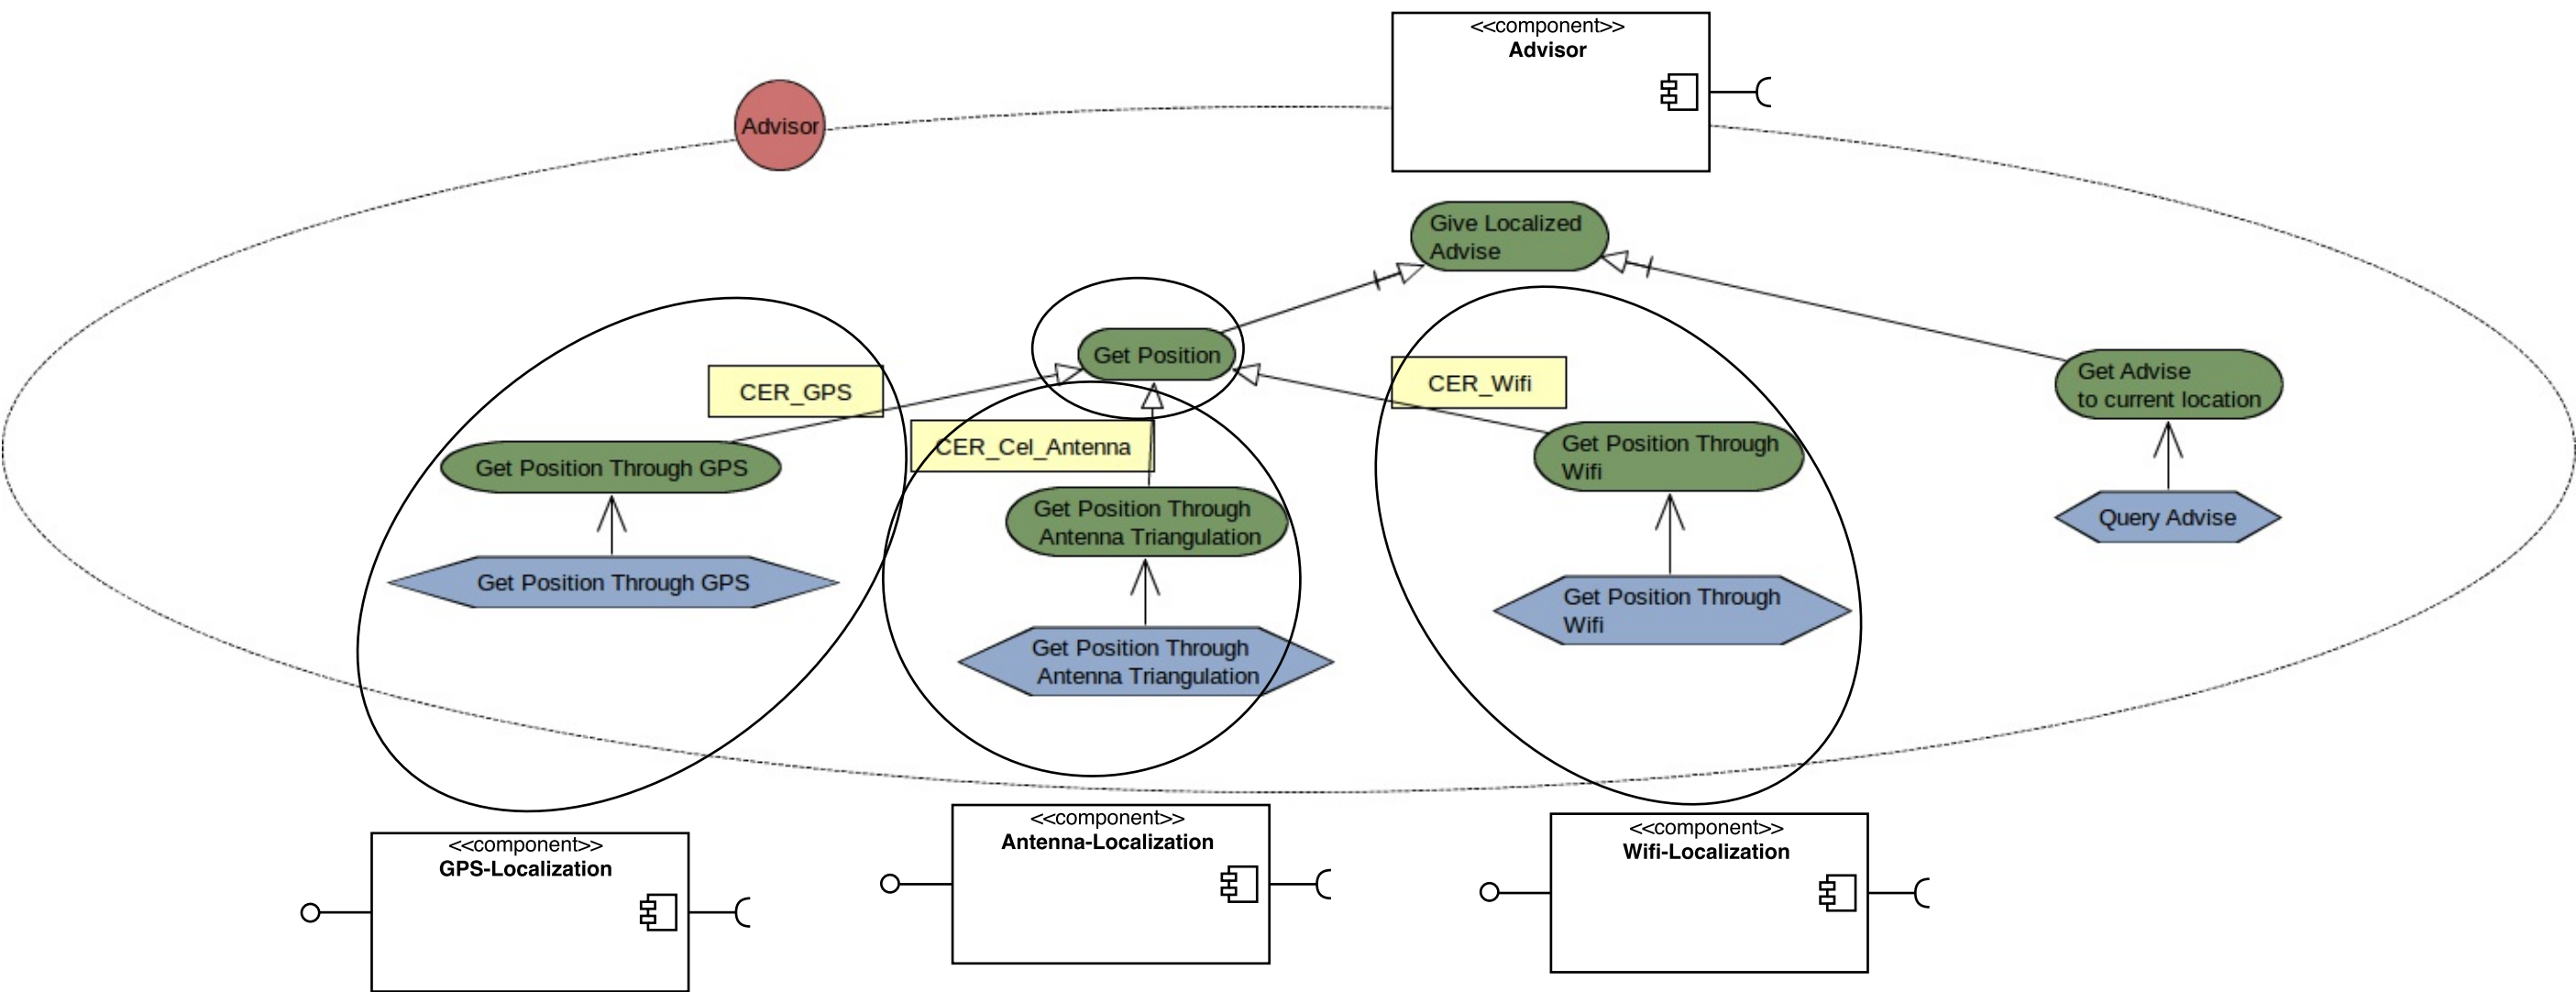 <<component>>
Advisor
Advisor
Give Localized
Advise
Get Position
CER_GPS
CER_Wifi
Get Advise
to current location
CER_Cel_Antenna
Get Position Through GPS
Get Position Through
Wifi
Get Position Through
Antenna Triangulation
Query Advise
Get Position Through GPS
Get Position Through
Wifi
Get Position Through
Antenna Triangulation
<<component>>
GPS-Localization
<<component>>
Antenna-Localization
<<component>>
Wifi-Localization